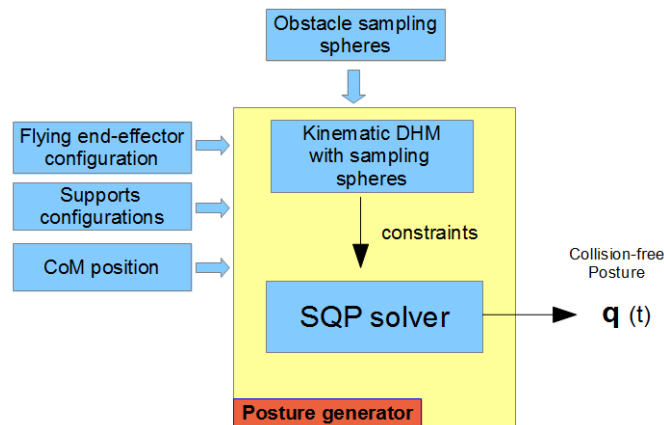 Obstacle sampling
spheres
Flying end-effector
configuration
Supports
configurations
CoM position
Kinematic DHM
with sampling
spheres
constraints
SQP solver
Collision-free
Posture
q (t)
Posture generator